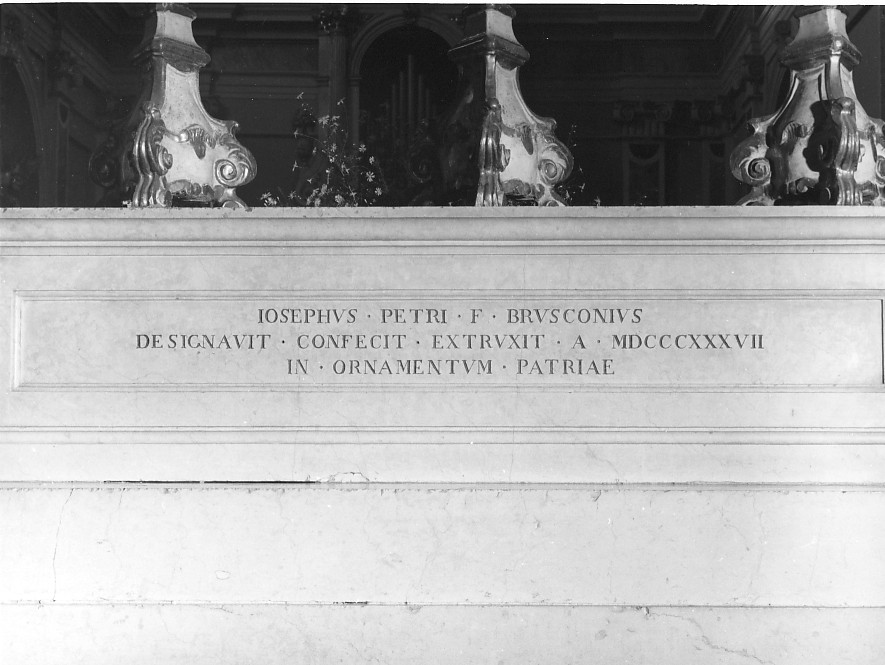 IOSEPHVS · PETRI · F · BRVSCONIVS
DESIGNAVIT · CONFECIT · EXTRVXIT · A · MDCCCXXXVII
IN · ORNAMENTVM · PATRIAE